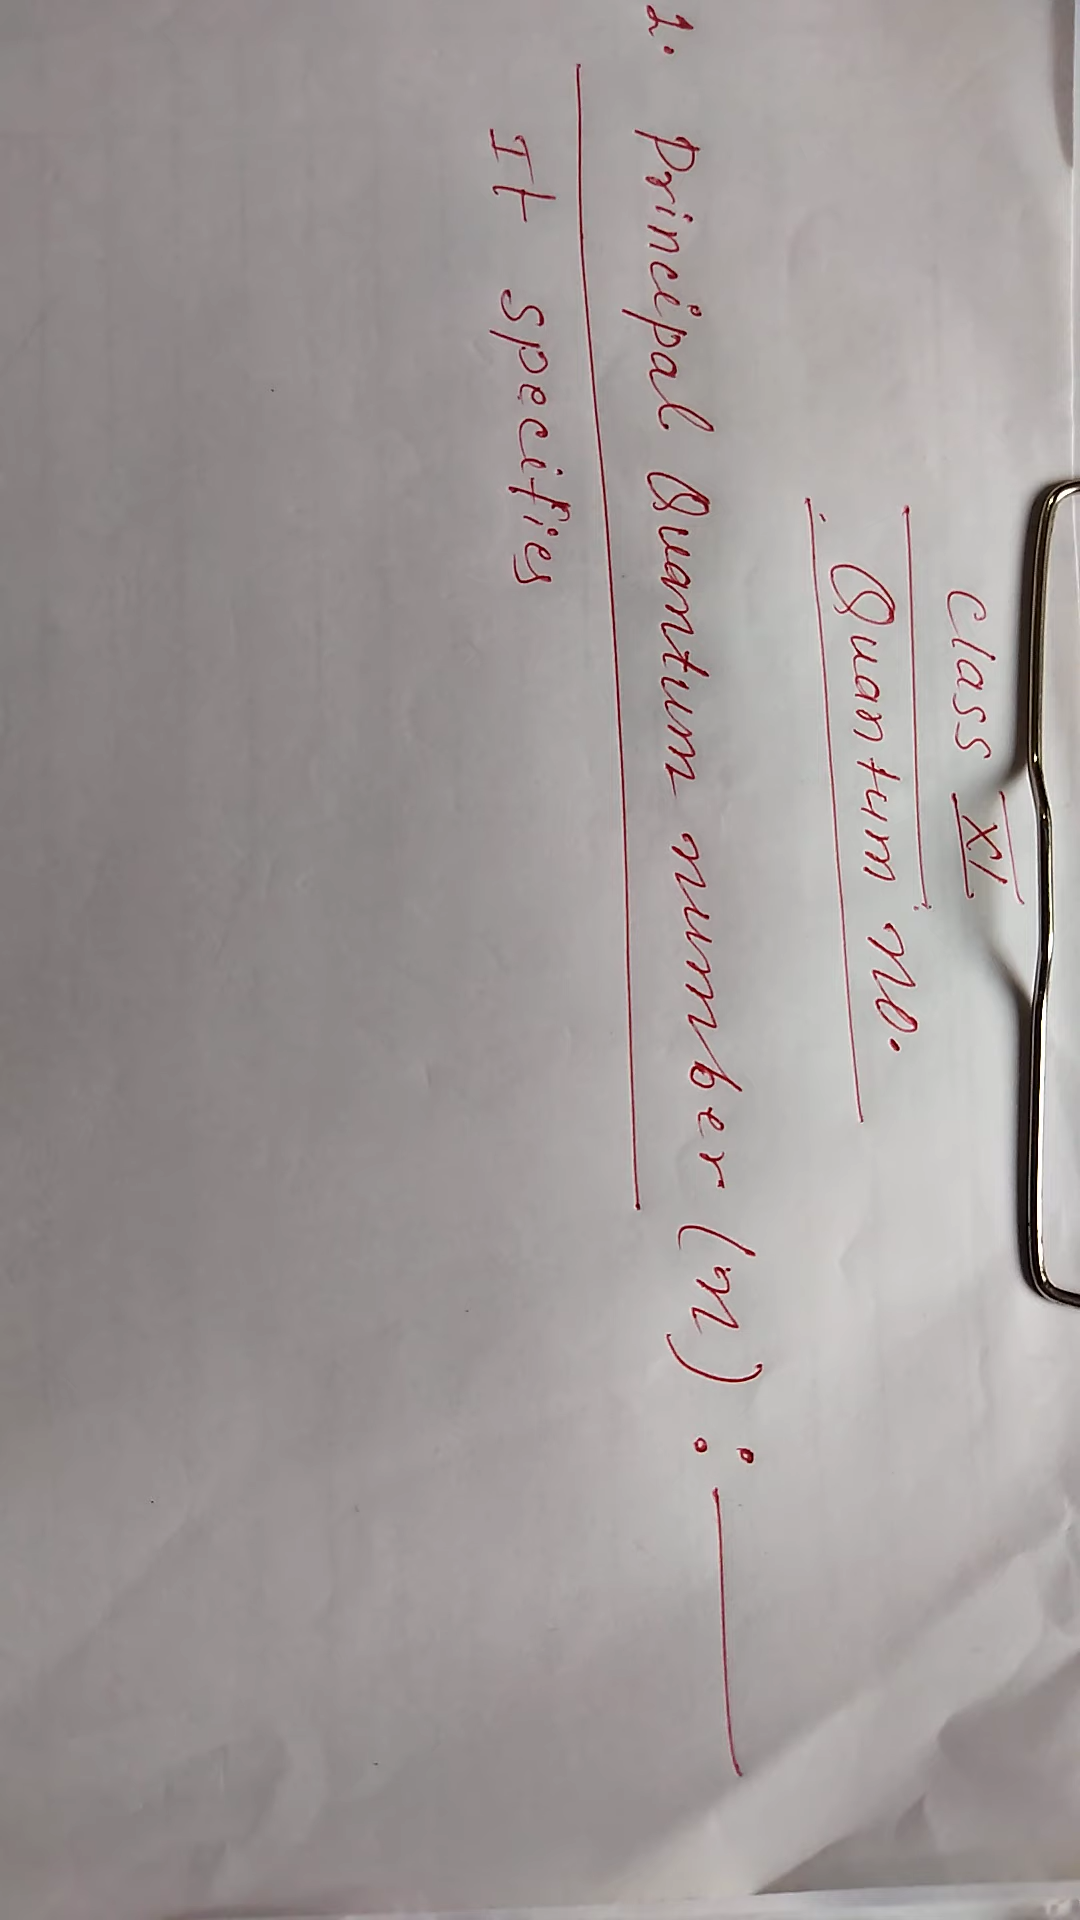 Class XI
Quantum no.
1. Principal Quantum number (n) :
It specifies